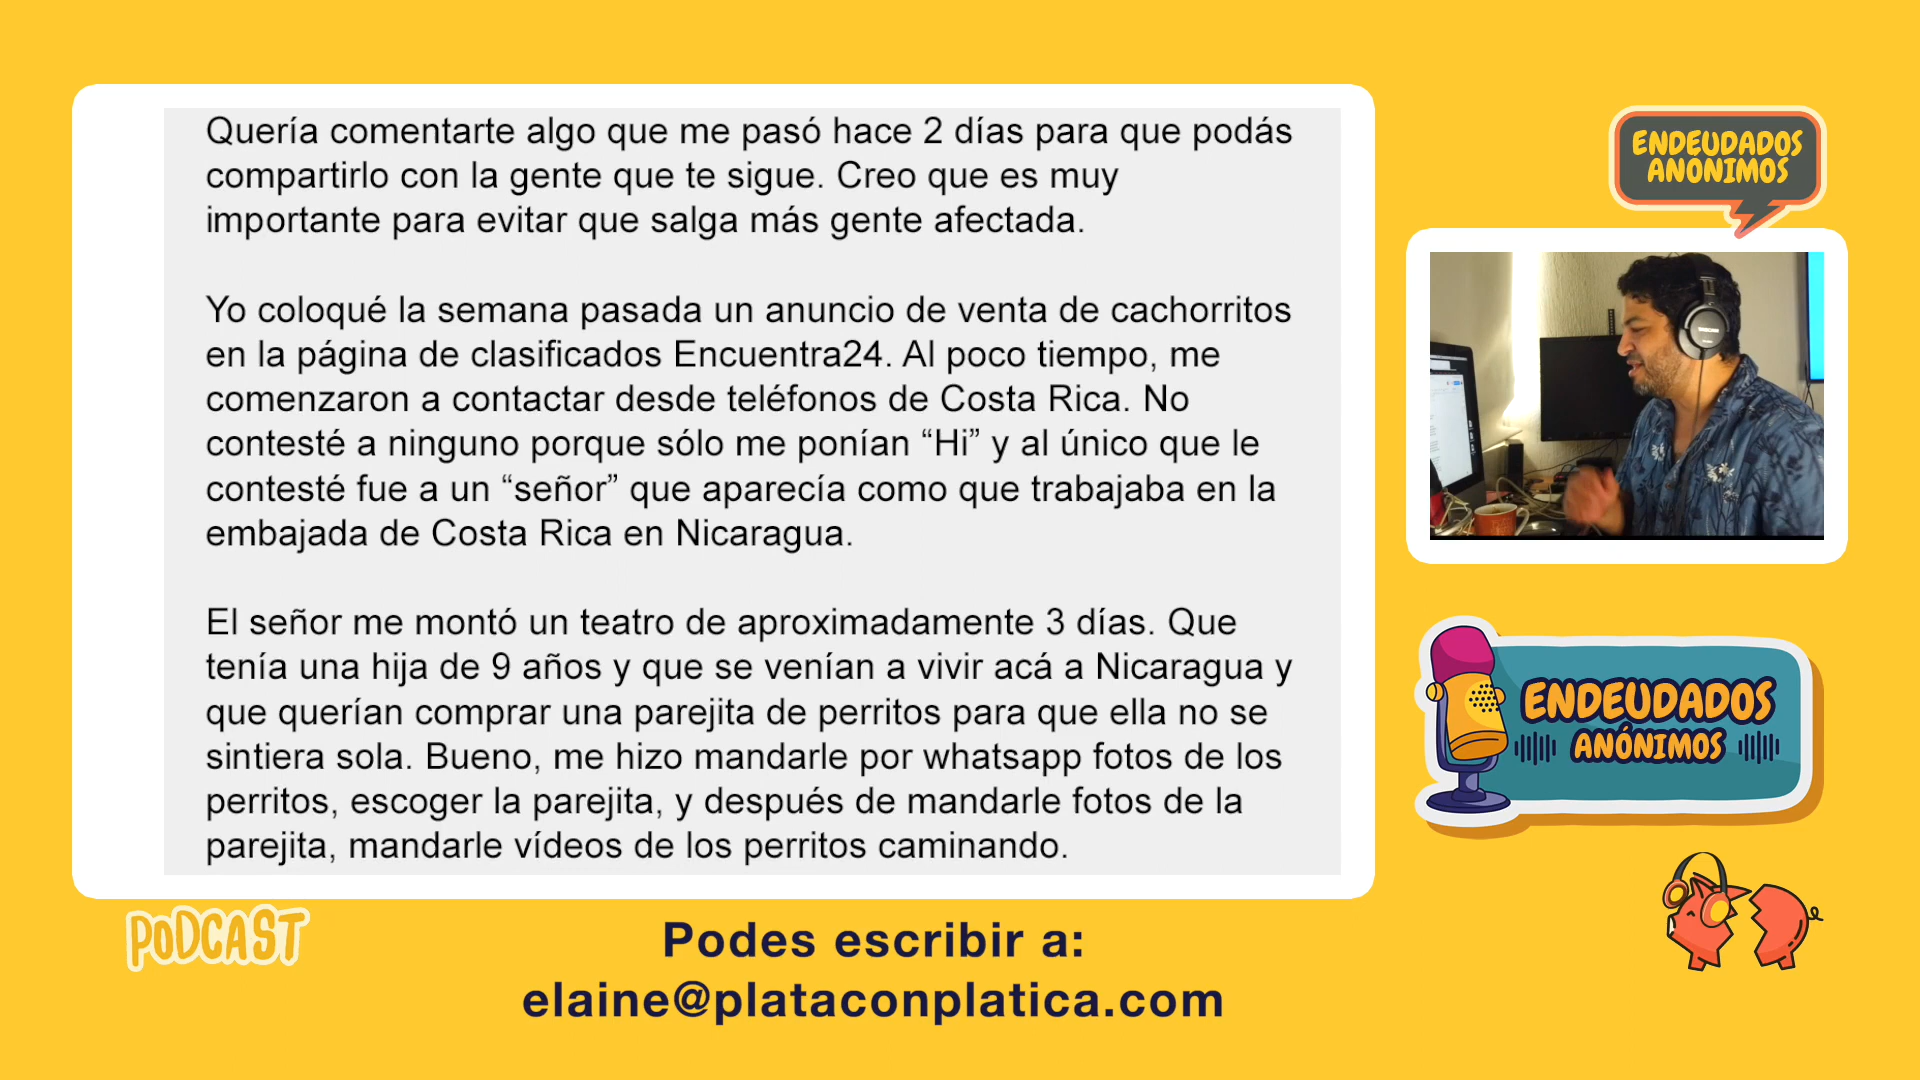 Quería comentarte algo que me pasó hace 2 días para que podás
compartirlo con la gente que te sigue. Creo que es muy
importante para evitar que salga más gente afectada.
Yo coloqué la semana pasada un anuncio de venta de cachorritos
en la página de clasificados Encuentra24. Al poco tiempo, me
comenzaron a contactar desde teléfonos de Costa Rica. No
contesté a ninguno porque sólo me ponían “Hi” y al único que le
contesté fue a un “señor” que aparecía como que trabajaba en la
embajada de Costa Rica en Nicaragua.
El señor me montó un teatro de aproximadamente 3 días. Que
tenía una hija de 9 años y que se venían a vivir acá a Nicaragua y
que querían comprar una parejita de perritos para que ella no se
sintiera sola. Bueno, me hizo mandarle por whatsapp fotos de los
perritos, escoger la parejita, y después de mandarle fotos de la
parejita, mandarle vídeos de los perritos caminando.
ENDEUDADOS
ANÓNIMOS
ENDEUDADOS
ANÓNIMOS
PODCAST
Podes escribir a:
elaine@plataconplatica.com